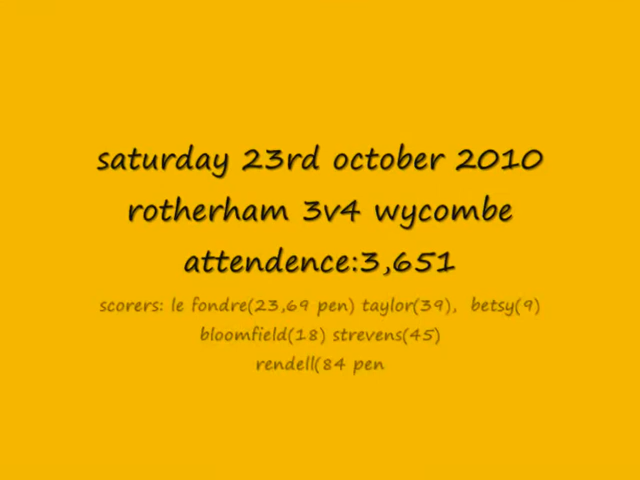 saturday 23rd october 2010
rotherham 3v4 wycombe
attendence:3,651
scorers: le fondre(23,69 pen) taylor(39), betsy(9)
bloomfield(18) strevens(45)
rendell(84 pen